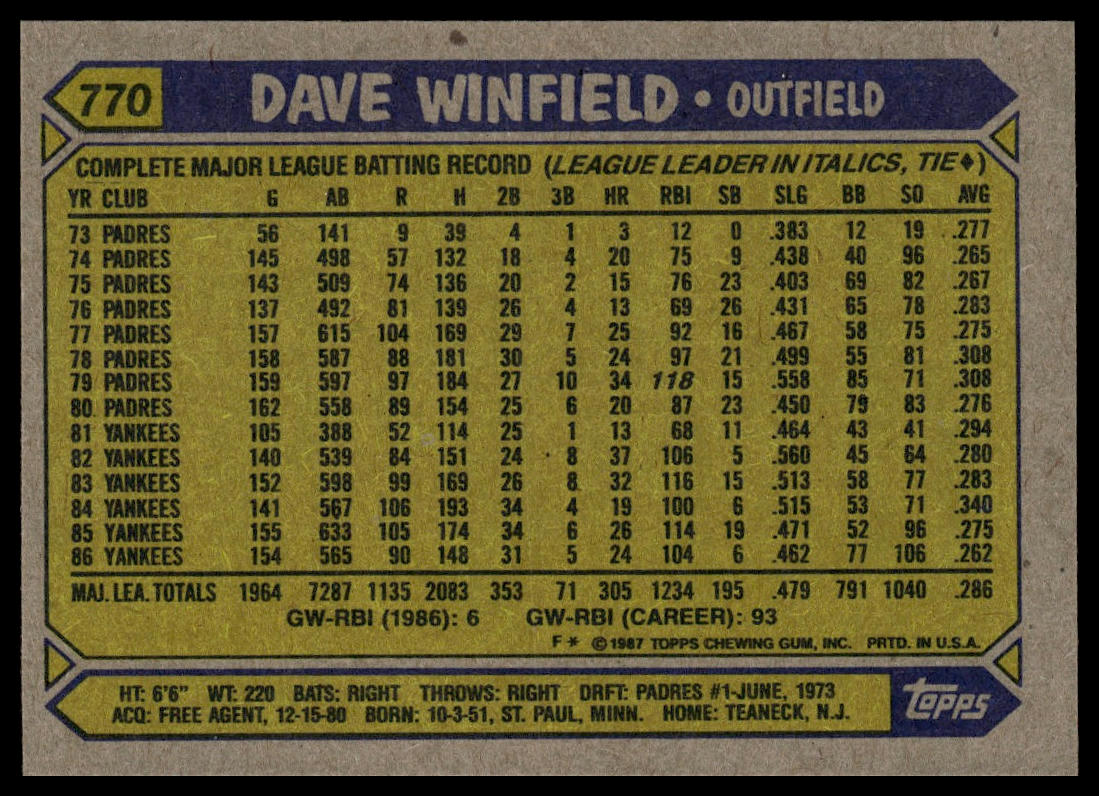 770 DAVE WINFIELD • OUTFIELD
COMPLETE MAJOR LEAGUE BATTING RECORD (LEAGUE LEADER IN ITALICS, TIE♦)
YR CLUB G AB R H 2B 3B HR RBI SB SLG BB SO AVG
73 PADRES 56 141 9 39 4 1 3 12 0 .383 12 19 .277
74 PADRES 145 498 57 132 18 4 20 75 9 .438 40 96 .265
75 PADRES 143 509 74 136 20 2 15 76 23 .403 69 82 .267
76 PADRES 137 492 81 139 26 4 13 69 26 .431 65 78 .283
77 PADRES 157 615 104 169 29 7 25 92 16 .467 58 75 .275
78 PADRES 158 587 88 181 30 5 24 97 21 .499 55 81 .308
79 PADRES 159 597 97 184 27 10 34 118 15 .558 85 71 .308
80 PADRES 162 558 89 154 25 6 20 87 23 .450 79 83 .276
81 YANKEES 105 388 52 114 25 1 13 68 11 .464 43 41 .294
82 YANKEES 140 539 84 151 24 8 37 106 5 .560 45 64 .280
83 YANKEES 152 598 99 169 26 8 32 116 15 .513 58 77 .283
84 YANKEES 141 567 106 193 34 4 19 100 6 .515 53 71 .340
85 YANKEES 155 633 105 174 34 6 26 114 19 .471 52 96 .275
86 YANKEES 154 565 90 148 31 5 24 104 6 .462 77 106 .262
MAJ. LEA. TOTALS 1964 7287 1135 2083 353 71 305 1234 195 .479 791 1040 .286
GW-RBI (1986): 6 GW-RBI (CAREER): 93
F* ©1987 TOPPS CHEWING GUM, INC. PRTD. IN U.S.A.
HT: 6'6" WT: 220 BATS: RIGHT THROWS: RIGHT DRFT: PADRES #1-JUNE, 1973
ACQ: FREE AGENT, 12-15-80 BORN: 10-3-51, ST. PAUL, MINN. HOME: TEANECK, N.J.
topps